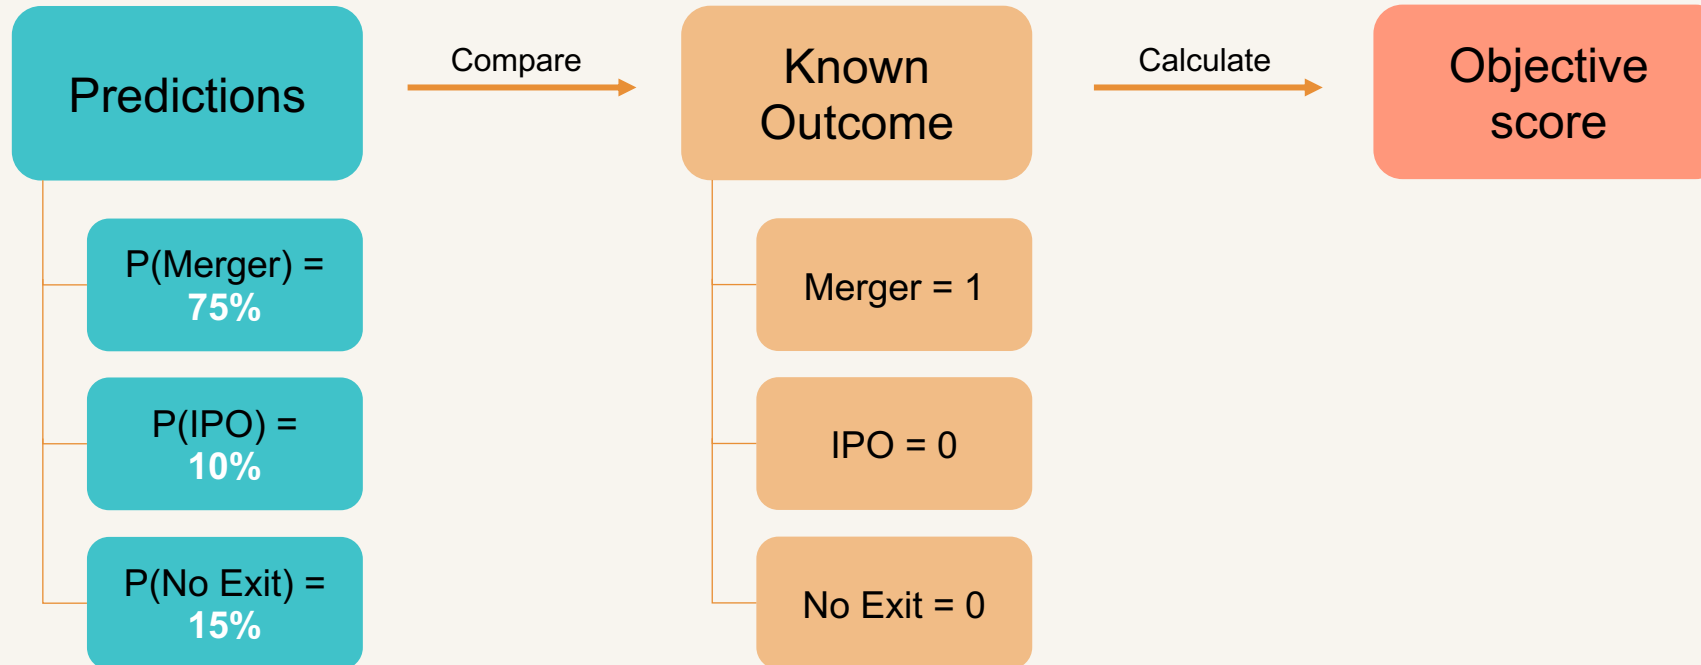 Predictions
Compare
Known
Outcome
Calculate
Objective
score
P(Merger) =
75%
Merger = 1
P(IPO) =
10%
IPO = 0
P(No Exit) =
15%
No Exit = 0